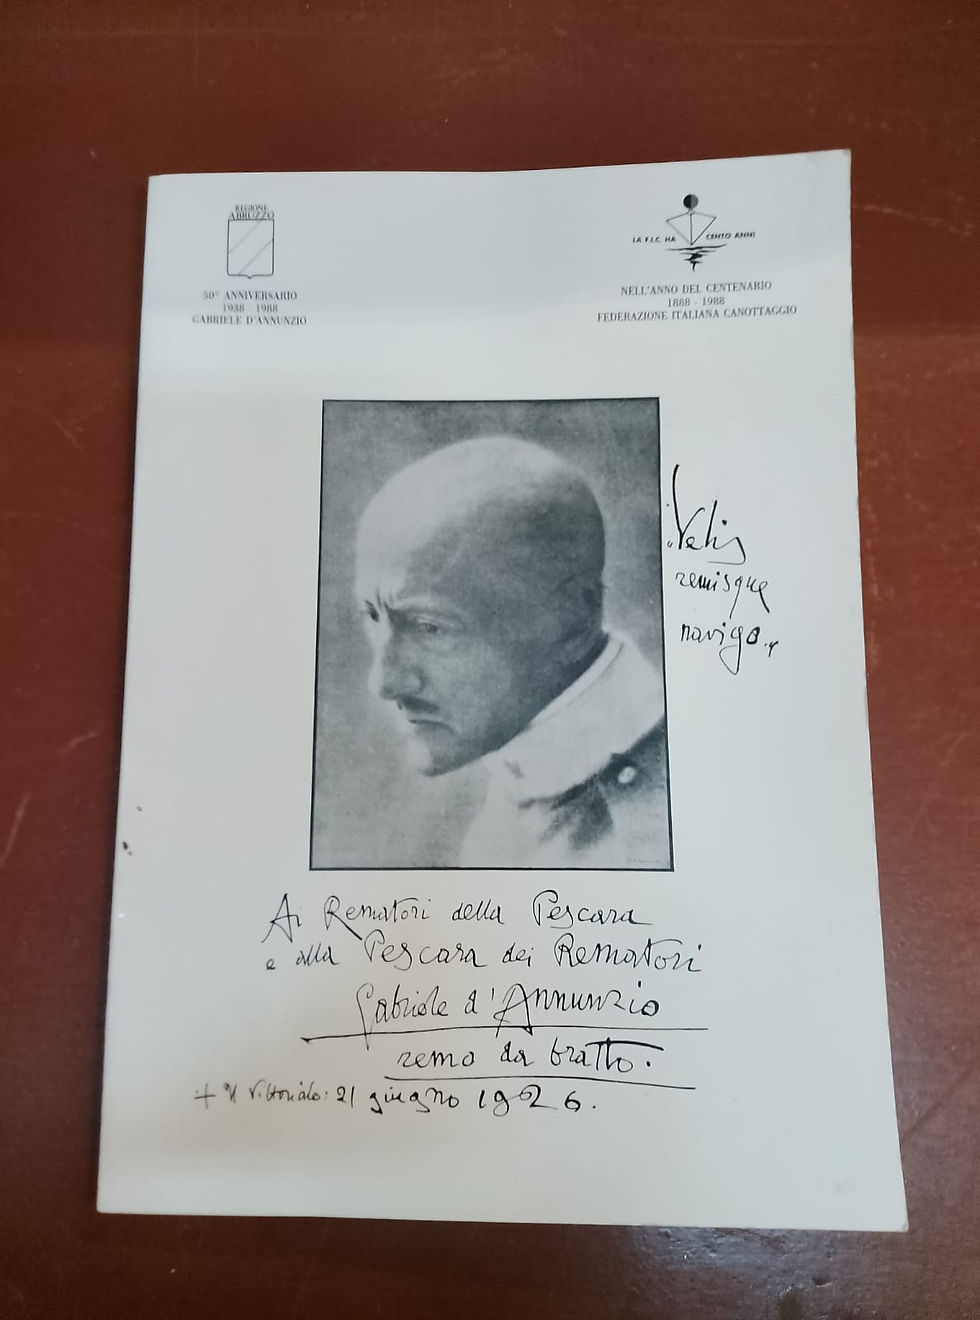 REGIONE
ABRUZZO
50° ANNIVERSARIO
1938 - 1988
GABRIELE D'ANNUNZIO
LA F.I.C. HA CENTO ANNI
NELL'ANNO DEL CENTENARIO
1888 - 1988
FEDERAZIONE ITALIANA CANOTTAGGIO
"Velis
remisque
navigo."
Ai Rematori della Pescara
e alla Pescara dei Rematori
Gabriele d'Annunzio
remo da bratto.
+ Il Vittoriale: 21 giugno 1926.